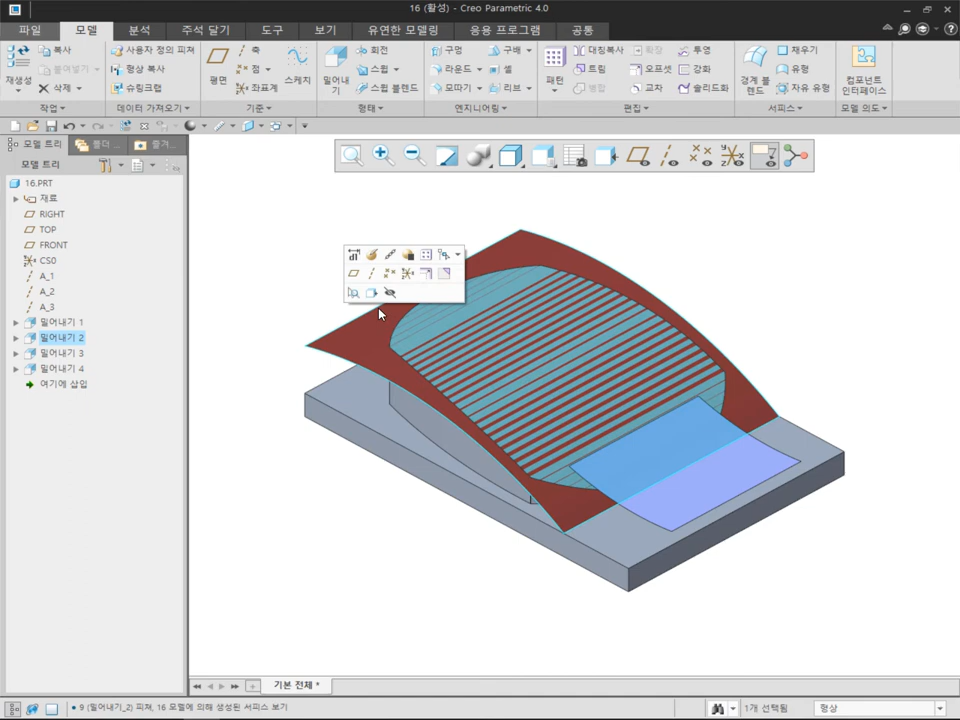 16 (활성) - Creo Parametric 4.0
파일 모델 분석 주석 달기 도구 보기 유연한 모델링 응용 프로그램 공통
재생성 복사 붙여넣기 삭제
사용자 정의 피쳐 형상 복사 슈링크랩
평면 축 점 좌표계 스케치
밀어내기 회전 스윕 스윕 블렌드
구멍 라운드 모따기 구배 셸 리브
패턴 대칭복사 트림 병합 확장 오프셋 교차 투영 강화 솔리드화
경계 블렌드 채우기 유형 자유 유형
컴포넌트 인터페이스
작업 데이터 가져오기 기준 형태 엔지니어링 편집 서피스 모델 의도
모델 트리 폴더 ... 즐겨...
모델 트리
16.PRT
재료
RIGHT
TOP
FRONT
CS0
A_1
A_2
A_3
밀어내기 1
밀어내기 2
밀어내기 3
밀어내기 4
여기에 삽입
기본 전체 *
• 9 (밀어내기_2) 피쳐, 16 모델에 의해 생성된 서피스 보기
1개 선택됨
형상